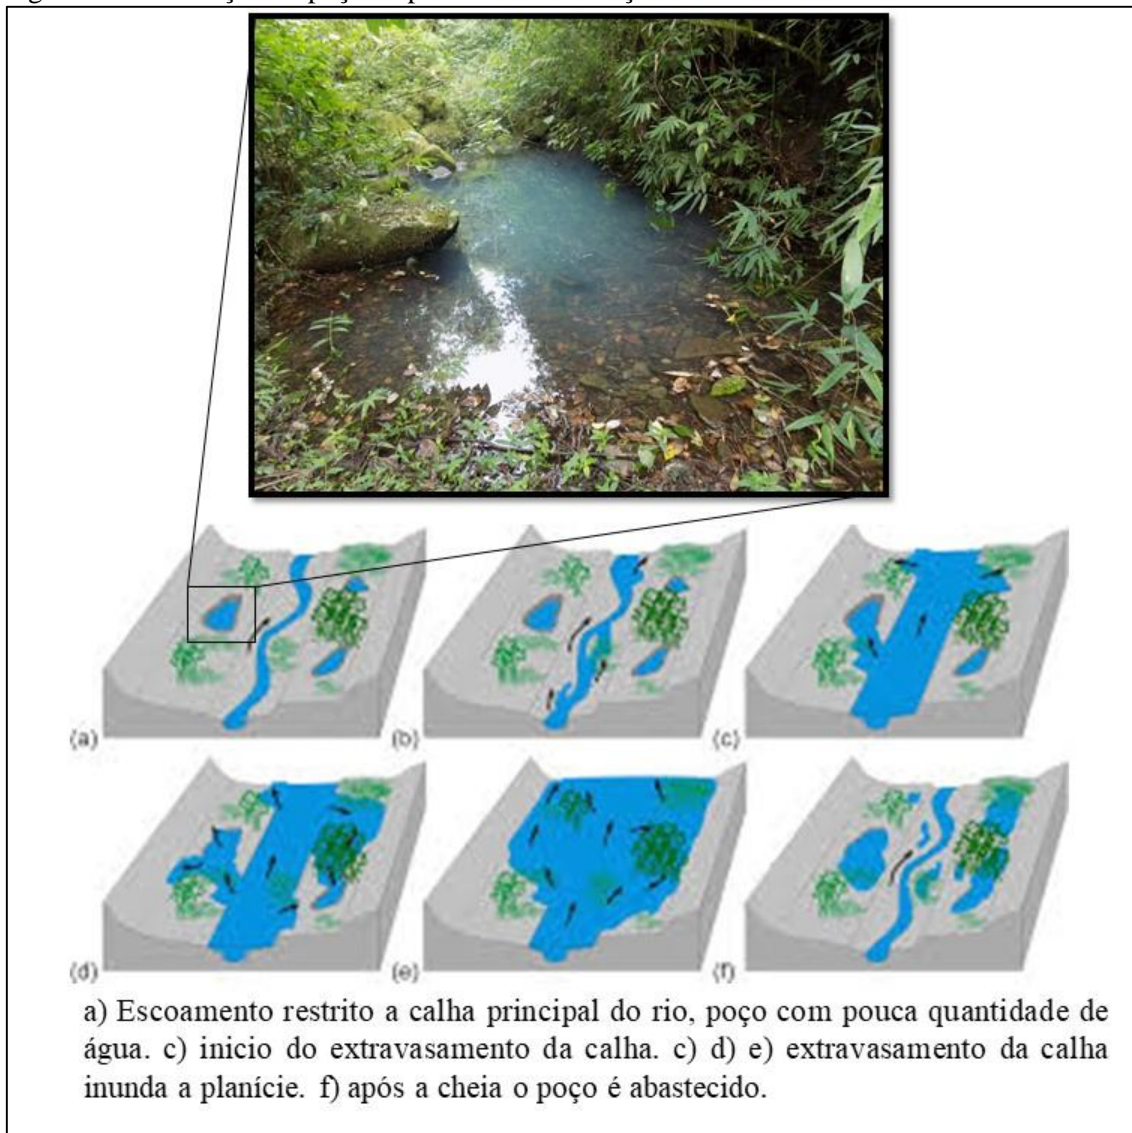 (a)
(b)
(c)
(d)
(e)
(f)
a) Escoamento restrito a calha principal do rio, poço com pouca quantidade de
água. c) inicio do extravasamento da calha. c) d) e) extravasamento da calha
inunda a planície. f) após a cheia o poço é abastecido.